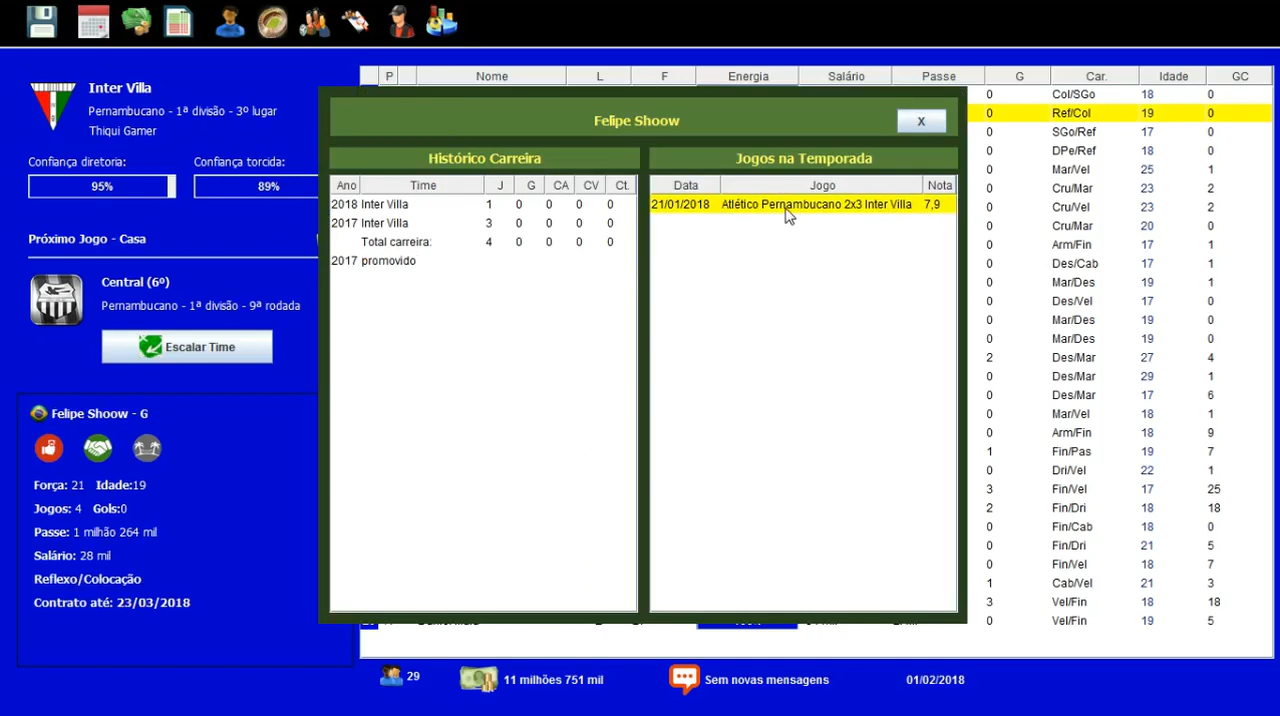 P Nome L F Energia Salário Passe G Car. Idade GC
Inter Villa
Pernambucano - 1ª divisão - 3º lugar
Thiqui Gamer
Confiança diretoria: Confiança torcida:
95% 89%
Próximo Jogo - Casa
Central (6º)
Pernambucano - 1ª divisão - 9ª rodada
Escalar Time
Felipe Shoow - G
Força: 21 Idade:19
Jogos: 4 Gols:0
Passe: 1 milhão 264 mil
Salário: 28 mil
Reflexo/Colocação
Contrato até: 23/03/2018
Felipe Shoow X
Histórico Carreira
Ano Time J G CA CV Ct.
2018 Inter Villa 1 0 0 0 0
2017 Inter Villa 3 0 0 0 0
Total carreira: 4 0 0 0 0
2017 promovido
Jogos na Temporada
Data Jogo Nota
21/01/2018 Atlético Pernambucano 2x3 Inter Villa 7,9
0 Col/SGo 18 0
0 Ref/Col 19 0
0 SGo/Ref 17 0
0 DPe/Ref 18 0
0 Mar/Vel 25 1
0 Cru/Mar 23 2
0 Cru/Vel 23 2
0 Cru/Mar 20 0
0 Arm/Fin 17 1
0 Des/Cab 17 1
0 Mar/Des 19 1
0 Des/Vel 17 0
0 Mar/Des 19 0
0 Mar/Des 19 0
2 Des/Mar 27 4
0 Des/Mar 29 1
0 Des/Mar 17 6
0 Mar/Vel 18 1
0 Arm/Fin 18 9
1 Fin/Pas 19 7
0 Dri/Vel 22 1
3 Fin/Vel 17 25
2 Fin/Dri 18 18
0 Fin/Cab 18 0
0 Fin/Dri 21 5
0 Fin/Vel 18 7
1 Cab/Vel 21 3
3 Vel/Fin 18 18
0 Vel/Fin 19 5
29 11 milhões 751 mil Sem novas mensagens 01/02/2018